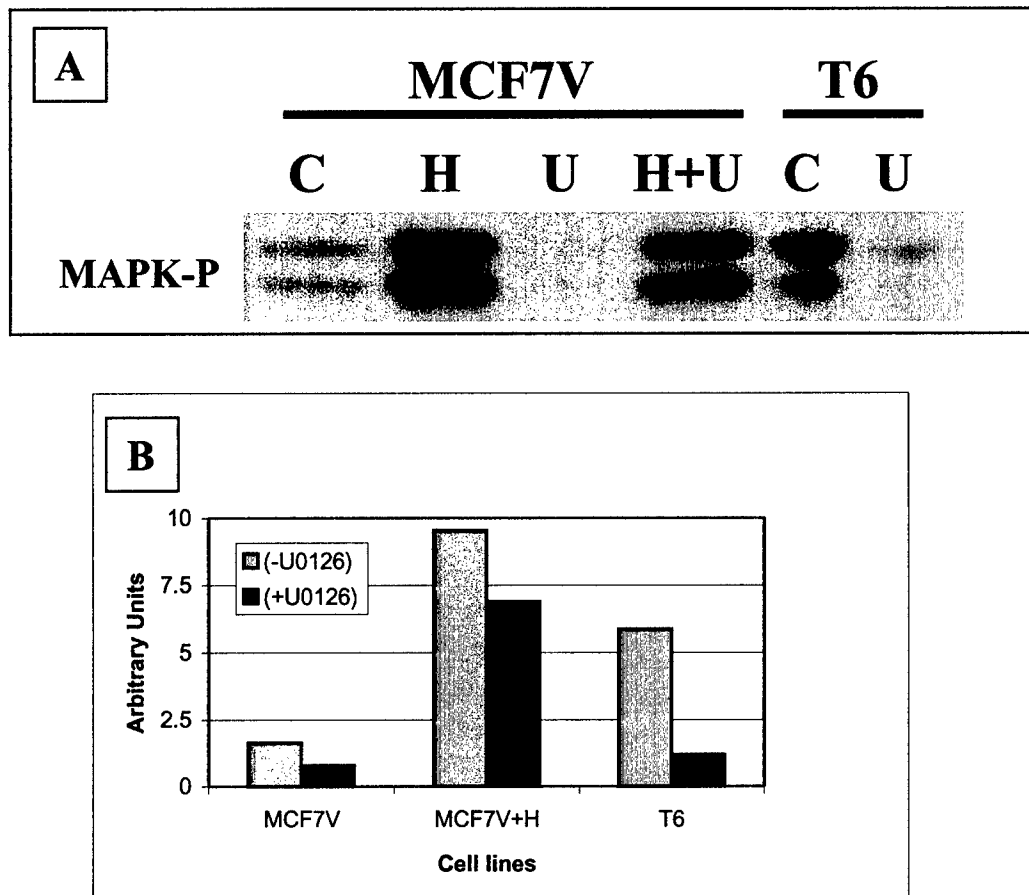 A
MCF7V T6
C H U H+U C U
MAPK-P
B
10
7.5
5
2.5
0
Arbitrary Units
(-U0126)
(+U0126)
MCF7V MCF7V+H T6
Cell lines